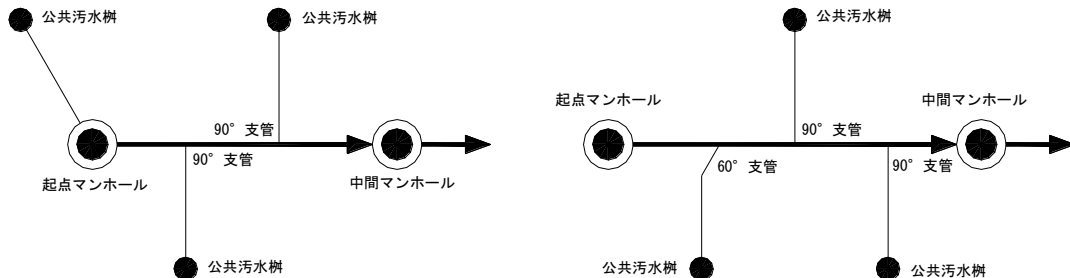 公共汚水桝
公共汚水桝
90° 支管
90° 支管
起点マンホール
中間マンホール
公共汚水桝
公共汚水桝
起点マンホール
中間マンホール
90° 支管
60° 支管
90° 支管
公共汚水桝
公共汚水桝